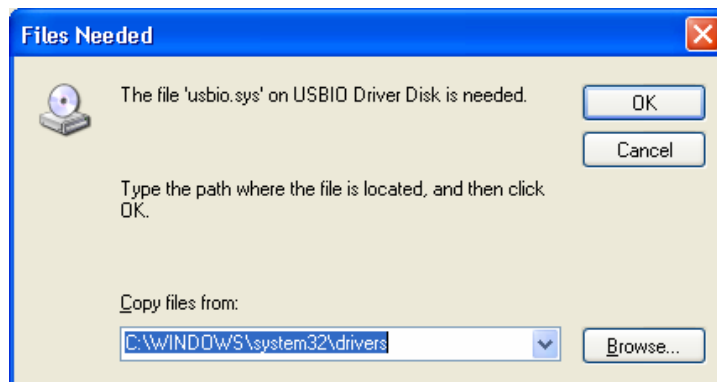 Files Needed
The file 'usbio.sys' on USBIO Driver Disk is needed.
OK
Cancel
Type the path where the file is located, and then click
OK.
Copy files from:
C:\WINDOWS\system32\drivers
Browse...